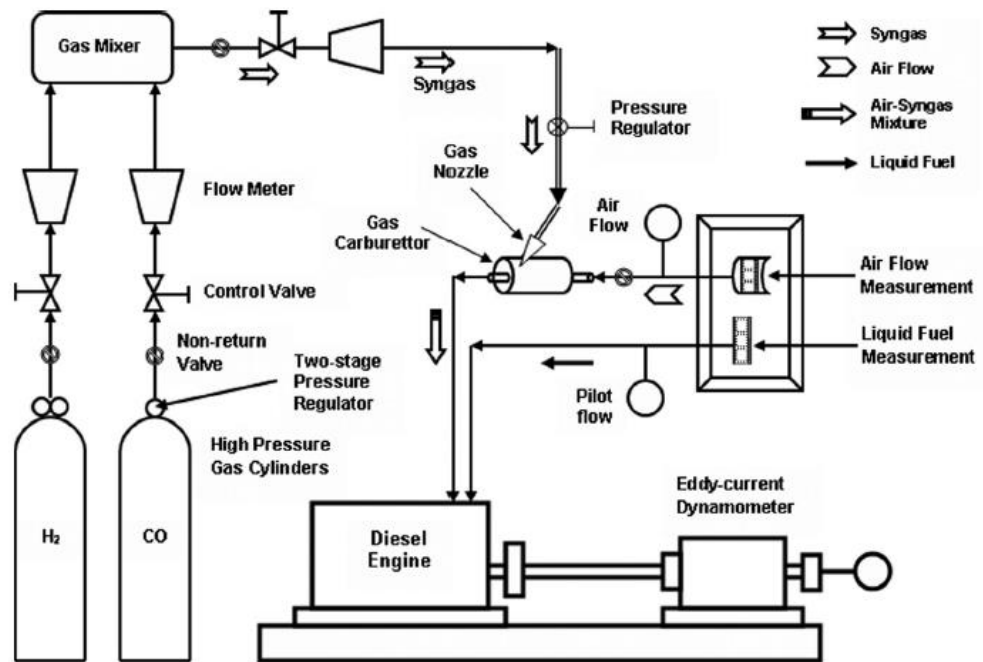 Gas Mixer
Syngas
Syngas
Air Flow
Air-Syngas
Mixture
Liquid Fuel
Pressure
Regulator
Gas
Nozzle
Flow Meter
Gas
Carburettor
Air
Flow
Air Flow
Measurement
Control Valve
Non-return
Valve
Liquid Fuel
Measurement
Two-stage
Pressure
Regulator
Pilot
flow
High Pressure
Gas Cylinders
Eddy-current
Dynamometer
H₂
CO
Diesel
Engine